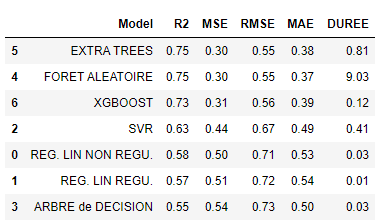 Model R2 MSE RMSE MAE DUREE
5 EXTRA TREES 0.75 0.30 0.55 0.38 0.81
4 FORET ALEATOIRE 0.75 0.30 0.55 0.37 9.03
6 XGBOOST 0.73 0.31 0.56 0.39 0.12
2 SVR 0.63 0.44 0.67 0.49 0.41
0 REG. LIN NON REGU. 0.58 0.50 0.71 0.53 0.03
1 REG. LIN REGU. 0.57 0.51 0.72 0.54 0.01
3 ARBRE de DECISION 0.55 0.54 0.73 0.50 0.03